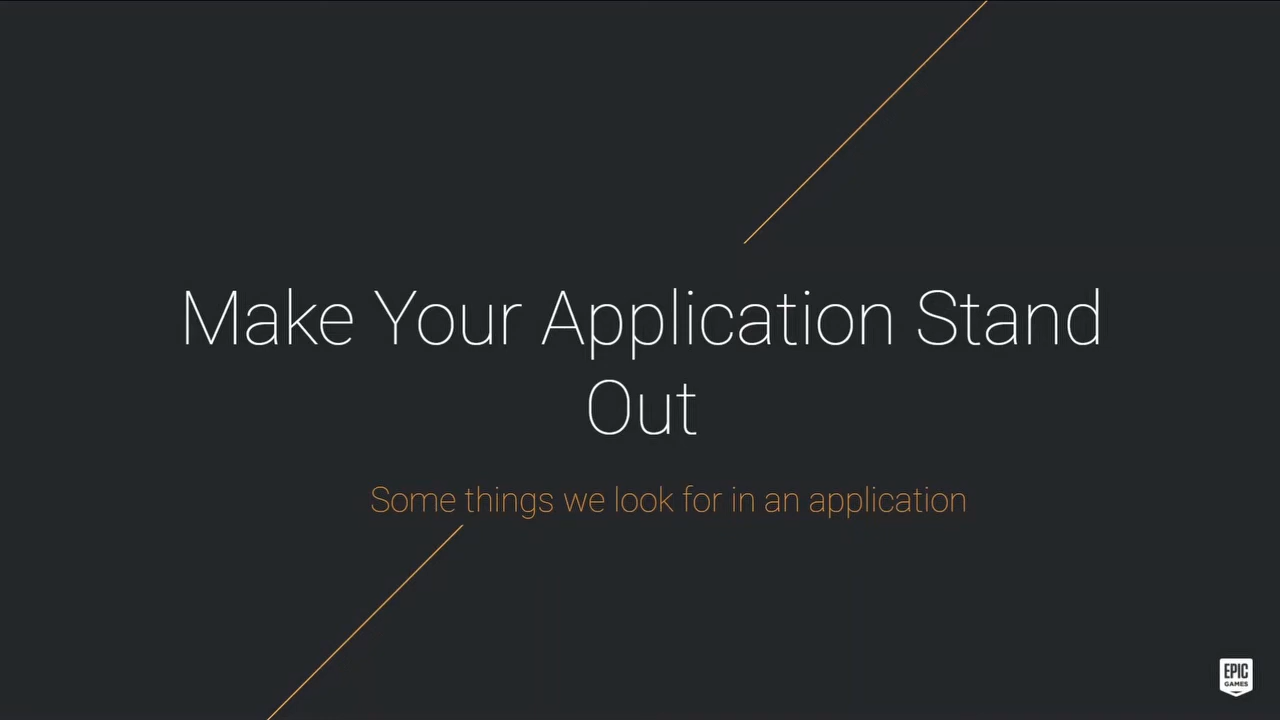 Make Your Application Stand
Out
Some things we look for in an application
EPIC
GAMES